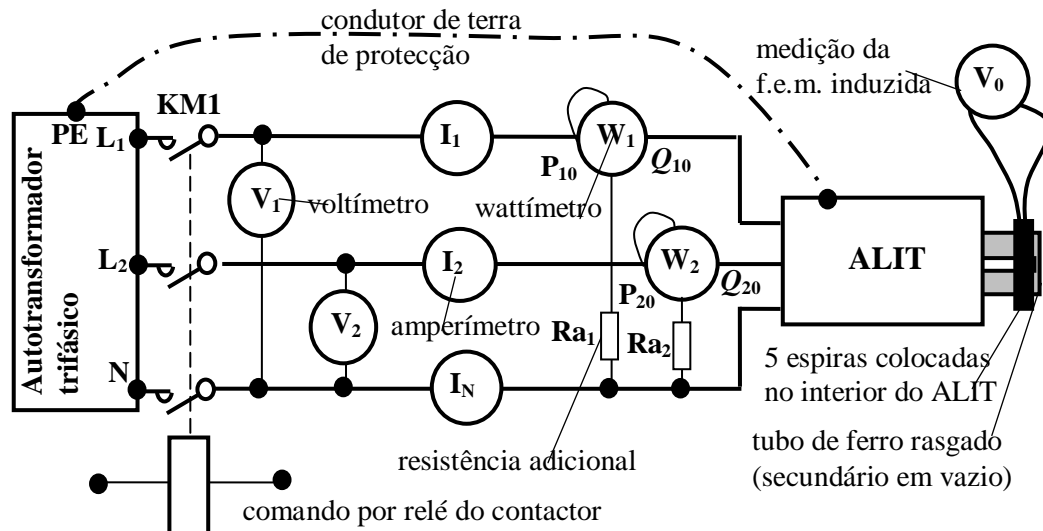 condutor de terra
de protecção
medição da
f.e.m. induzida
V0
KM1
PE
L1
I1
W1
P10
Q10
V1
voltímetro
wattímetro
Autotransformador
trifásico
L2
I2
W2
ALIT
P20
Q20
V2
amperímetro
Ra1
Ra2
N
IN
5 espiras colocadas
no interior do ALIT
resistência adicional
tubo de ferro rasgado
(secundário em vazio)
comando por relé do contactor